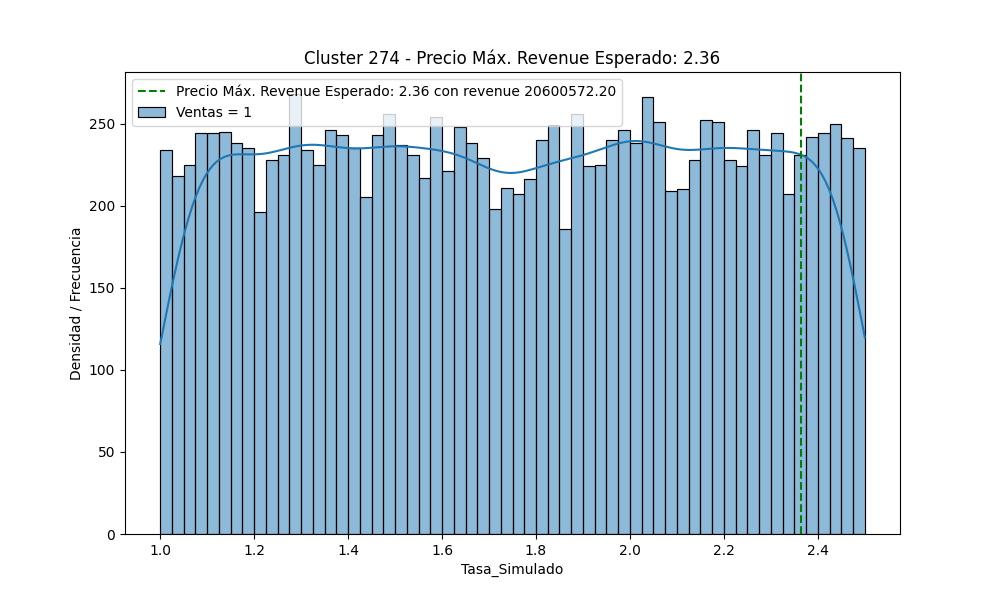 Cluster 274 - Precio Máx. Revenue Esperado: 2.36
Precio Máx. Revenue Esperado: 2.36 con revenue 20600572.20
Ventas = 1
Densidad / Frecuencia
250
200
150
100
50
0
1.0 1.2 1.4 1.6 1.8 2.0 2.2 2.4
Tasa_Simulado